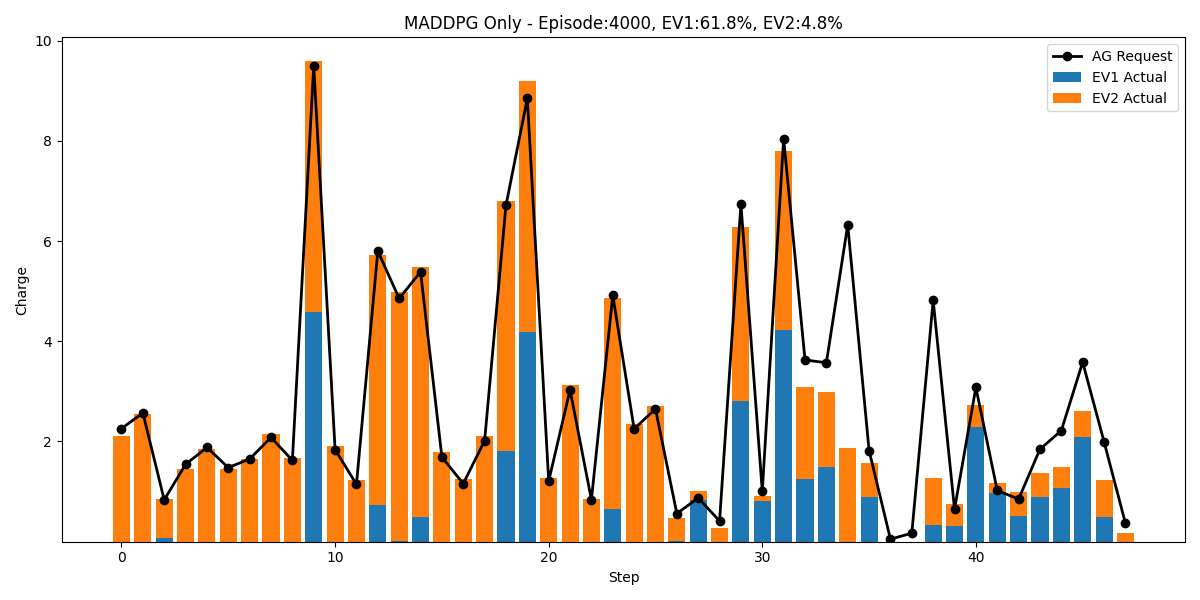 MADDPG Only - Episode:4000, EV1:61.8%, EV2:4.8%
AG Request
EV1 Actual
EV2 Actual
10
8
6
4
2
Charge
0 10 20 30 40
Step